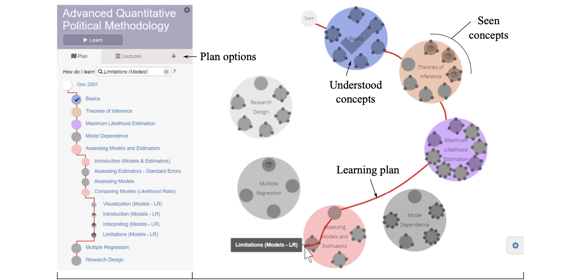 Advanced Quantitative
Political Methodology
Learn
Plan
Lectures
How do I learn
Limitations (Models)
?
Gov 2001
Basics
Theories of Inference
Maximum Likelihood Estimation
Model Dependence
Assessing Models and Estimators
Introduction (Models & Estimators)
Assessing Estimators - Standard Errors
Assessing Models
Comparing Models (Likelihood Ratio)
Visualization (Models - LR)
Introduction (Models - LR)
Interpreting (Models - LR)
Limitations (Models - LR)
Multiple Regression
Research Design
Plan options
Start
Understood
concepts
Seen
concepts
Theories of
Inference
Research
Design
Maximum
Likelihood
Estimation
Learning plan
Multiple
Regression
Model
Dependence
Assessing
Models and
Estimators
Limitations (Models - LR)